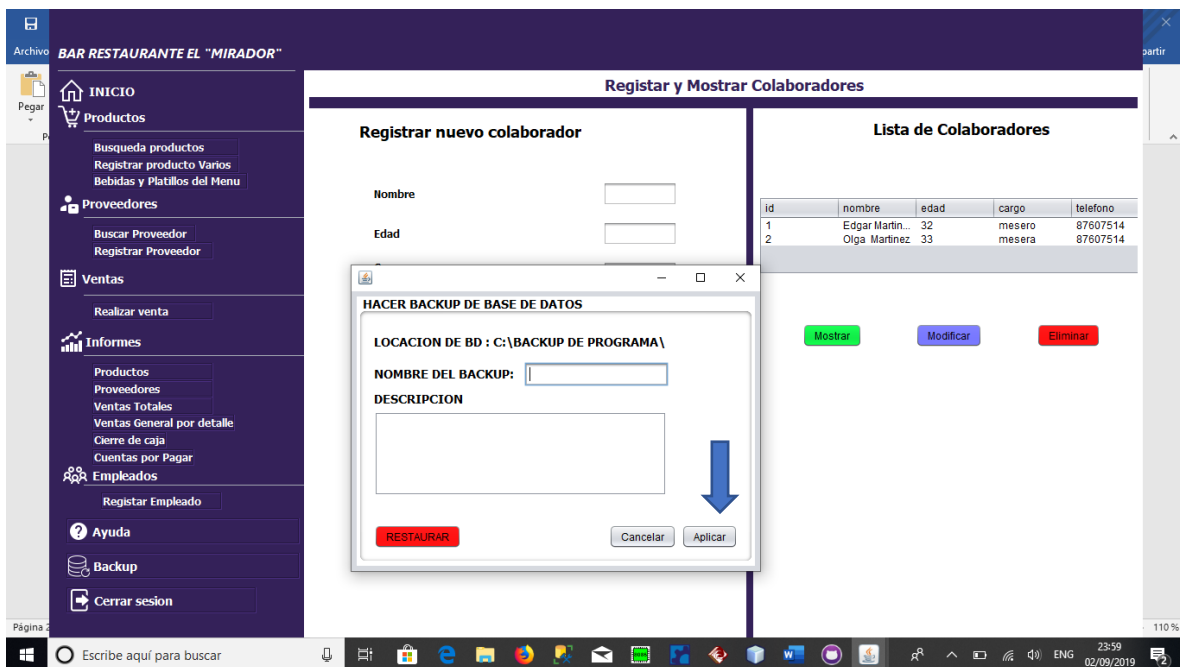 Archivo
BAR RESTAURANTE EL "MIRADOR"
partir
Pegar
INICIO
Productos
Busqueda productos
Registrar producto Varios
Bebidas y Platillos del Menu
Proveedores
Buscar Proveedor
Registrar Proveedor
Ventas
Realizar venta
Informes
Productos
Proveedores
Ventas Totales
Ventas General por detalle
Cierre de caja
Cuentas por Pagar
Empleados
Registar Empleado
Ayuda
Backup
Cerrar sesion
Registar y Mostrar Colaboradores
Registrar nuevo colaborador
Nombre
Edad
Lista de Colaboradores
id nombre edad cargo telefono
1 Edgar Martin... 32 mesero 87607514
2 Olga Martinez 33 mesera 87607514
Mostrar Modificar Eliminar
HACER BACKUP DE BASE DE DATOS
LOCACION DE BD : C:\BACKUP DE PROGRAMA\
NOMBRE DEL BACKUP:
DESCRIPCION
RESTAURAR Cancelar Aplicar
Página 2
110 %
Escribe aquí para buscar
ENG
23:59
02/09/2019